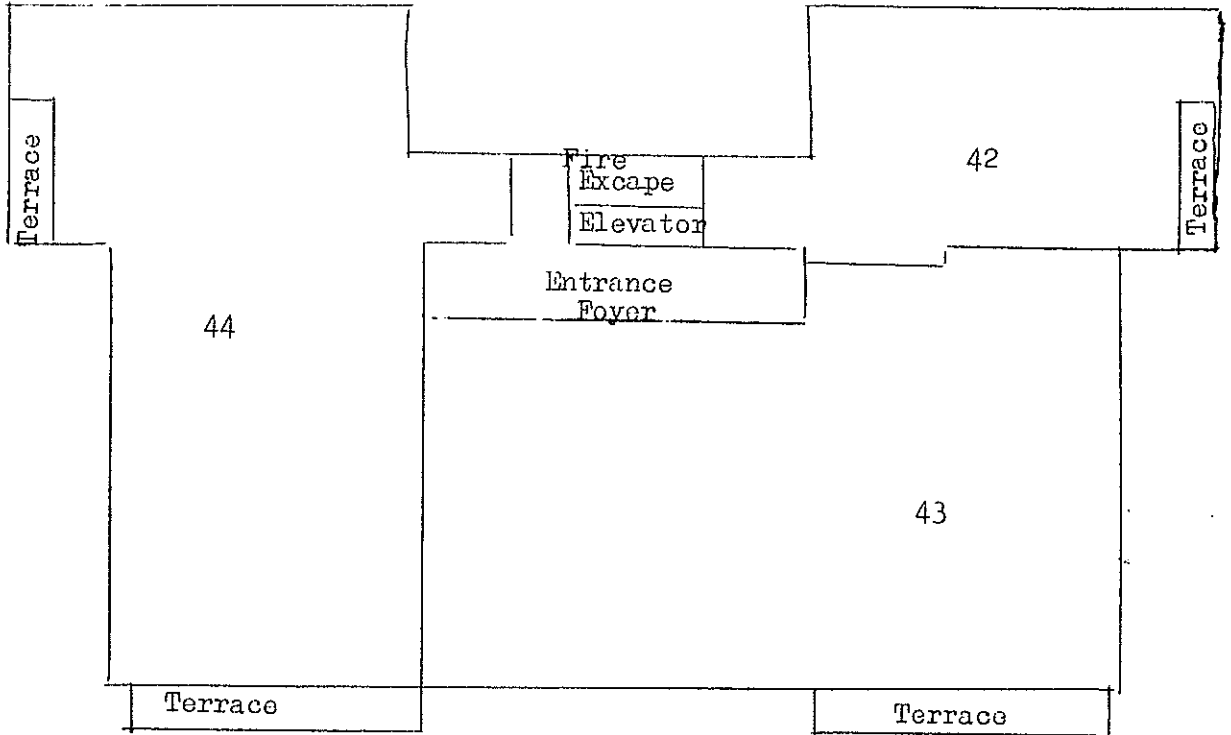 Terrace
Fire
Excape
Elevator
42
Terrace
Entrance
Foyer
44
43
Terrace
Terrace